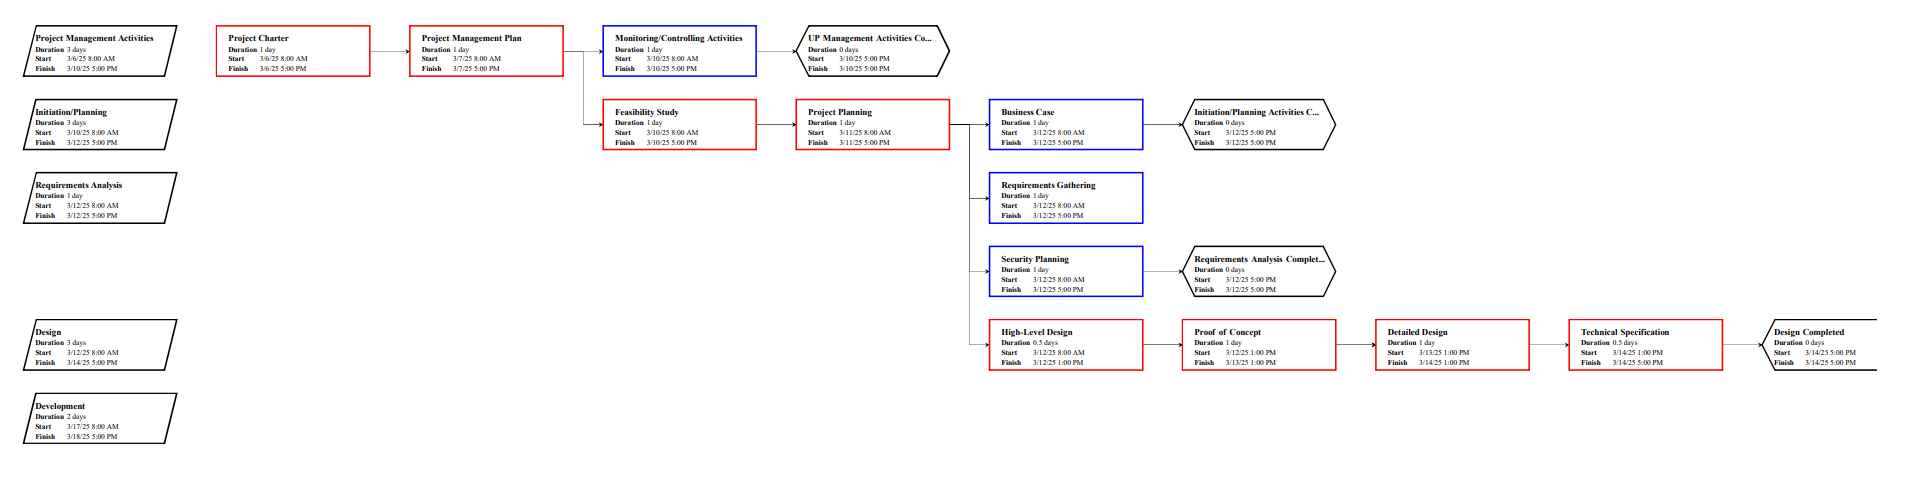 Project Management Activities
Duration 3 days
Start 3/6/25 8:00 AM
Finish 3/10/25 5:00 PM
Project Charter
Duration 1 day
Start 3/6/25 8:00 AM
Finish 3/6/25 5:00 PM
Project Management Plan
Duration 1 day
Start 3/7/25 8:00 AM
Finish 3/7/25 5:00 PM
Monitoring/Controlling Activities
Duration 1 day
Start 3/10/25 8:00 AM
Finish 3/10/25 5:00 PM
UP Management Activities Co...
Duration 0 days
Start 3/10/25 5:00 PM
Finish 3/10/25 5:00 PM
Initiation/Planning
Duration 3 days
Start 3/10/25 8:00 AM
Finish 3/12/25 5:00 PM
Feasibility Study
Duration 1 day
Start 3/10/25 8:00 AM
Finish 3/10/25 5:00 PM
Project Planning
Duration 1 day
Start 3/11/25 8:00 AM
Finish 3/11/25 5:00 PM
Business Case
Duration 1 day
Start 3/12/25 8:00 AM
Finish 3/12/25 5:00 PM
Initiation/Planning Activities C...
Duration 0 days
Start 3/12/25 5:00 PM
Finish 3/12/25 5:00 PM
Requirements Analysis
Duration 1 day
Start 3/12/25 8:00 AM
Finish 3/12/25 5:00 PM
Requirements Gathering
Duration 1 day
Start 3/12/25 8:00 AM
Finish 3/12/25 5:00 PM
Security Planning
Duration 1 day
Start 3/12/25 8:00 AM
Finish 3/12/25 5:00 PM
Requirements Analysis Complet...
Duration 0 days
Start 3/12/25 5:00 PM
Finish 3/12/25 5:00 PM
Design
Duration 3 days
Start 3/12/25 8:00 AM
Finish 3/14/25 5:00 PM
High-Level Design
Duration 0.5 days
Start 3/12/25 8:00 AM
Finish 3/12/25 1:00 PM
Proof of Concept
Duration 1 day
Start 3/12/25 1:00 PM
Finish 3/13/25 1:00 PM
Detailed Design
Duration 1 day
Start 3/13/25 1:00 PM
Finish 3/14/25 1:00 PM
Technical Specification
Duration 0.5 days
Start 3/14/25 1:00 PM
Finish 3/14/25 5:00 PM
Design Completed
Duration 0 days
Start 3/14/25 5:00 PM
Finish 3/14/25 5:00 PM
Development
Duration 2 days
Start 3/17/25 8:00 AM
Finish 3/18/25 5:00 PM